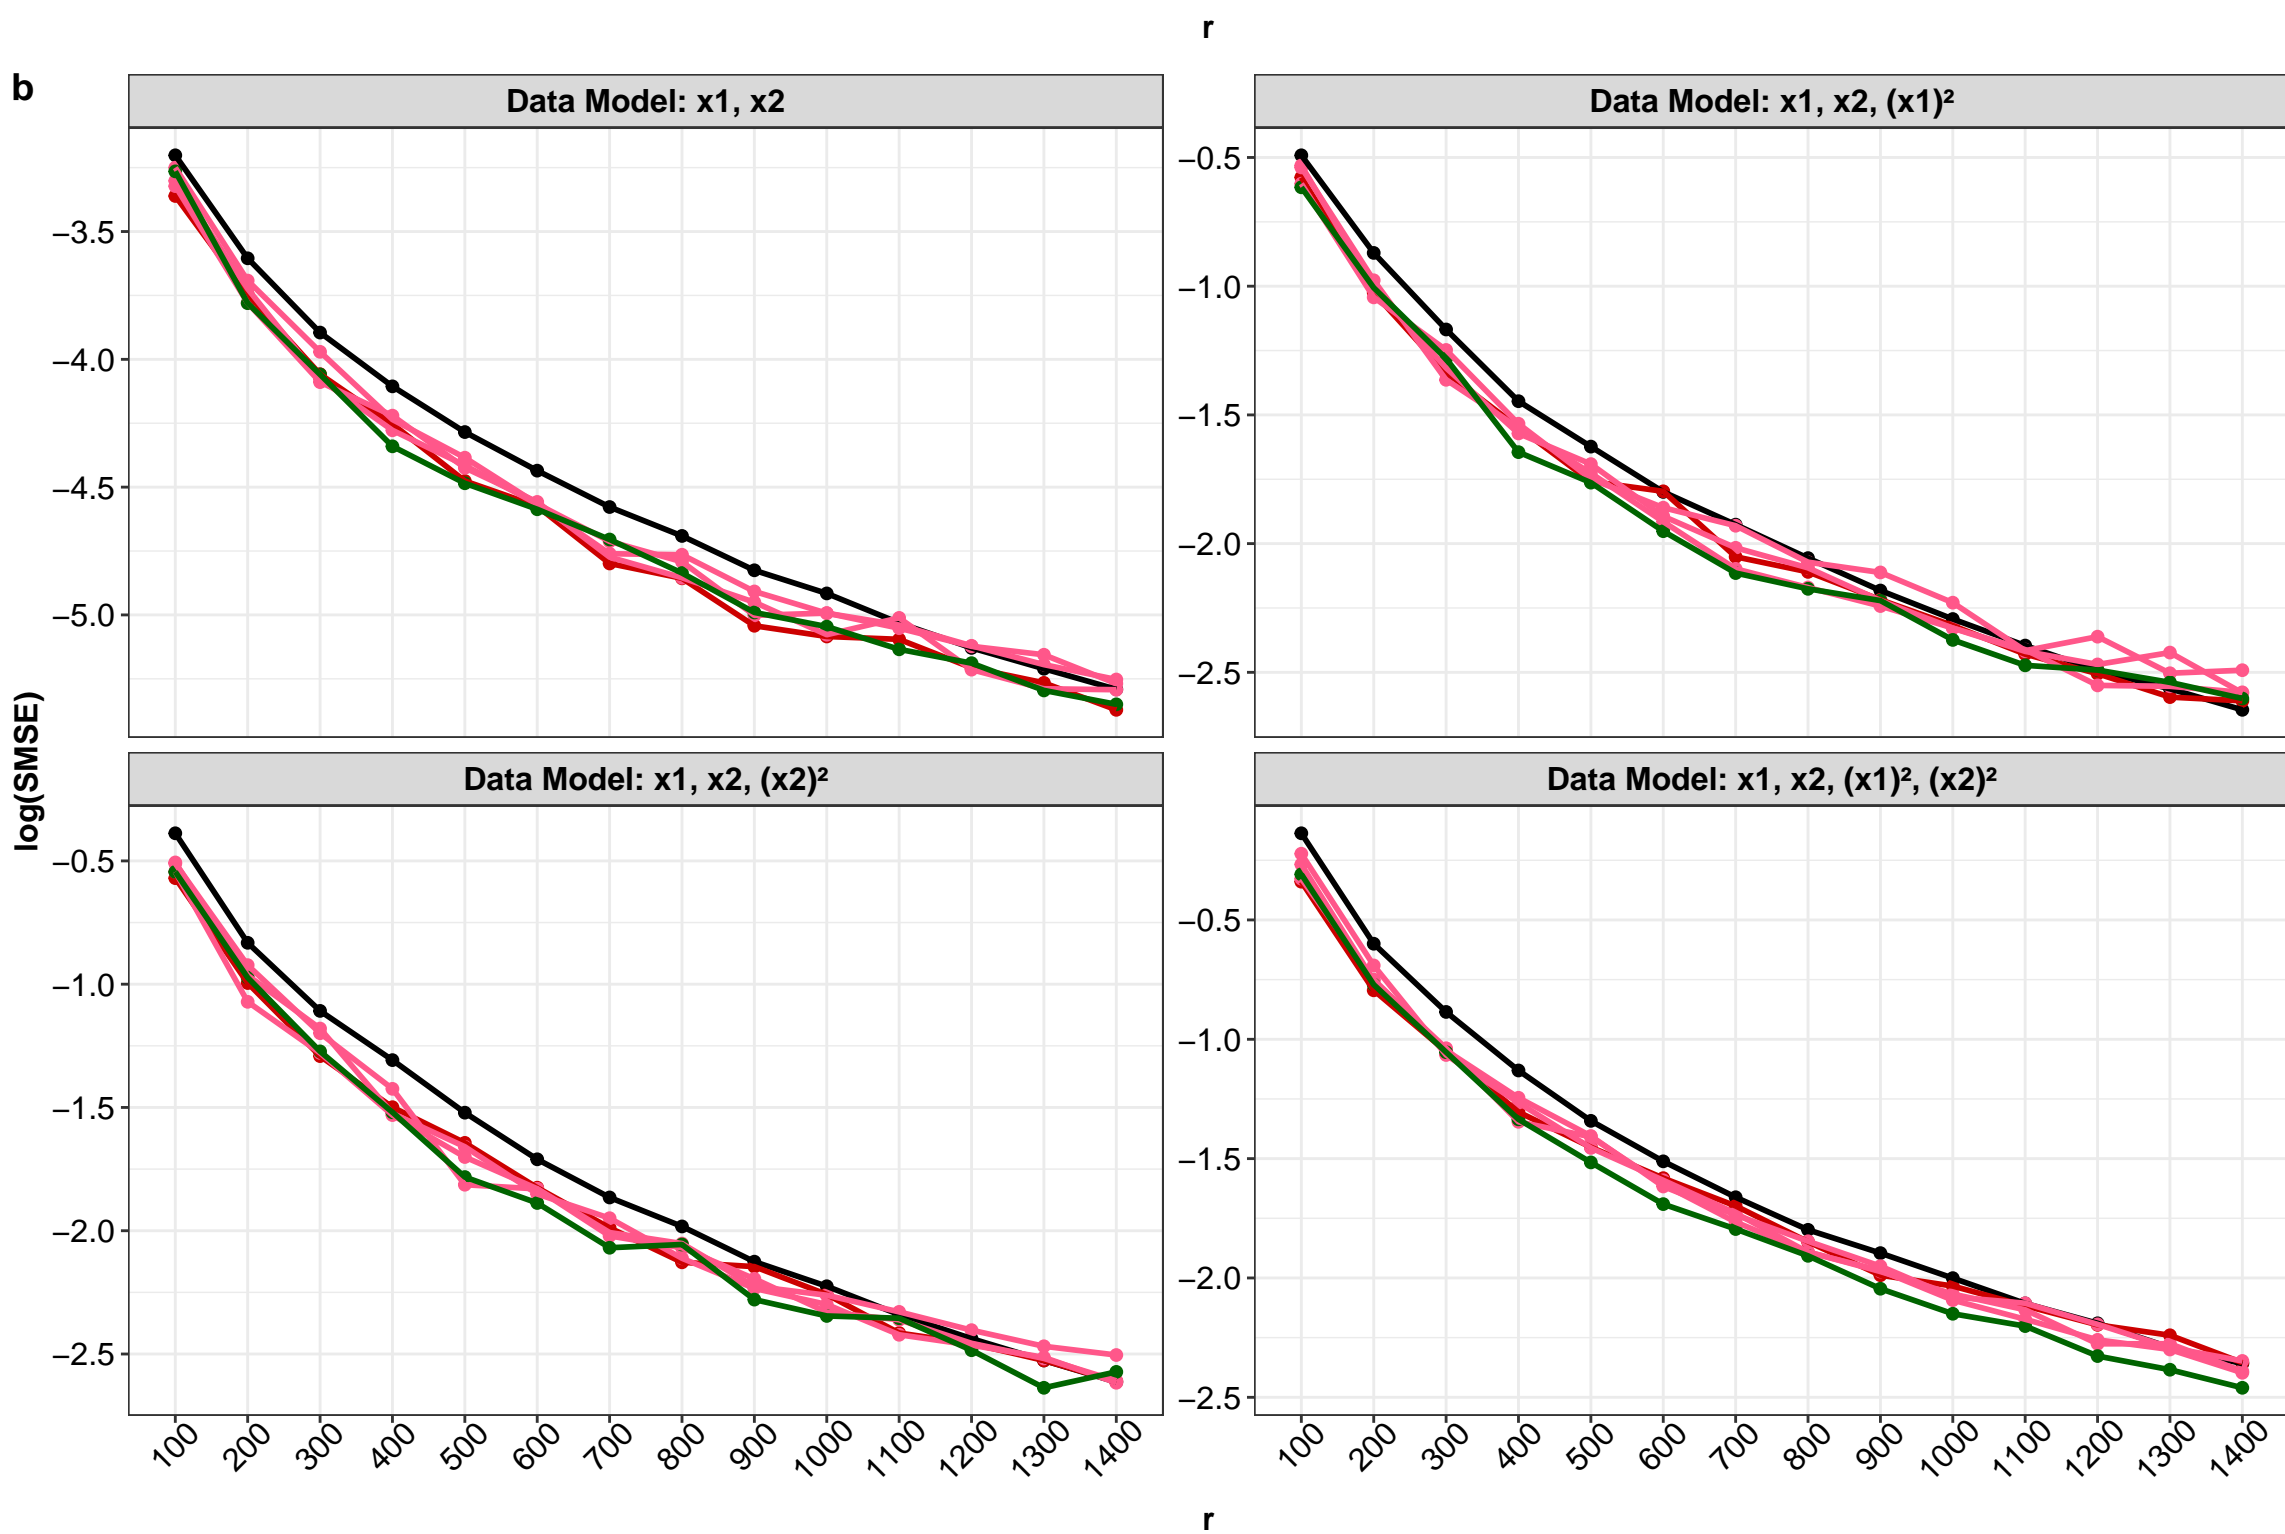 r
b
Data Model: x1, x2
Data Model: x1, x2, (x1)²
−3.5
−4.0
−4.5
−5.0
−0.5
−1.0
−1.5
−2.0
−2.5
log(SMSE)
Data Model: x1, x2, (x2)²
Data Model: x1, x2, (x1)², (x2)²
−0.5
−1.0
−1.5
−2.0
−2.5
−0.5
−1.0
−1.5
−2.0
−2.5
100 200 300 400 500 600 700 800 900 1000 1100 1200 1300 1400
100 200 300 400 500 600 700 800 900 1000 1100 1200 1300 1400
r